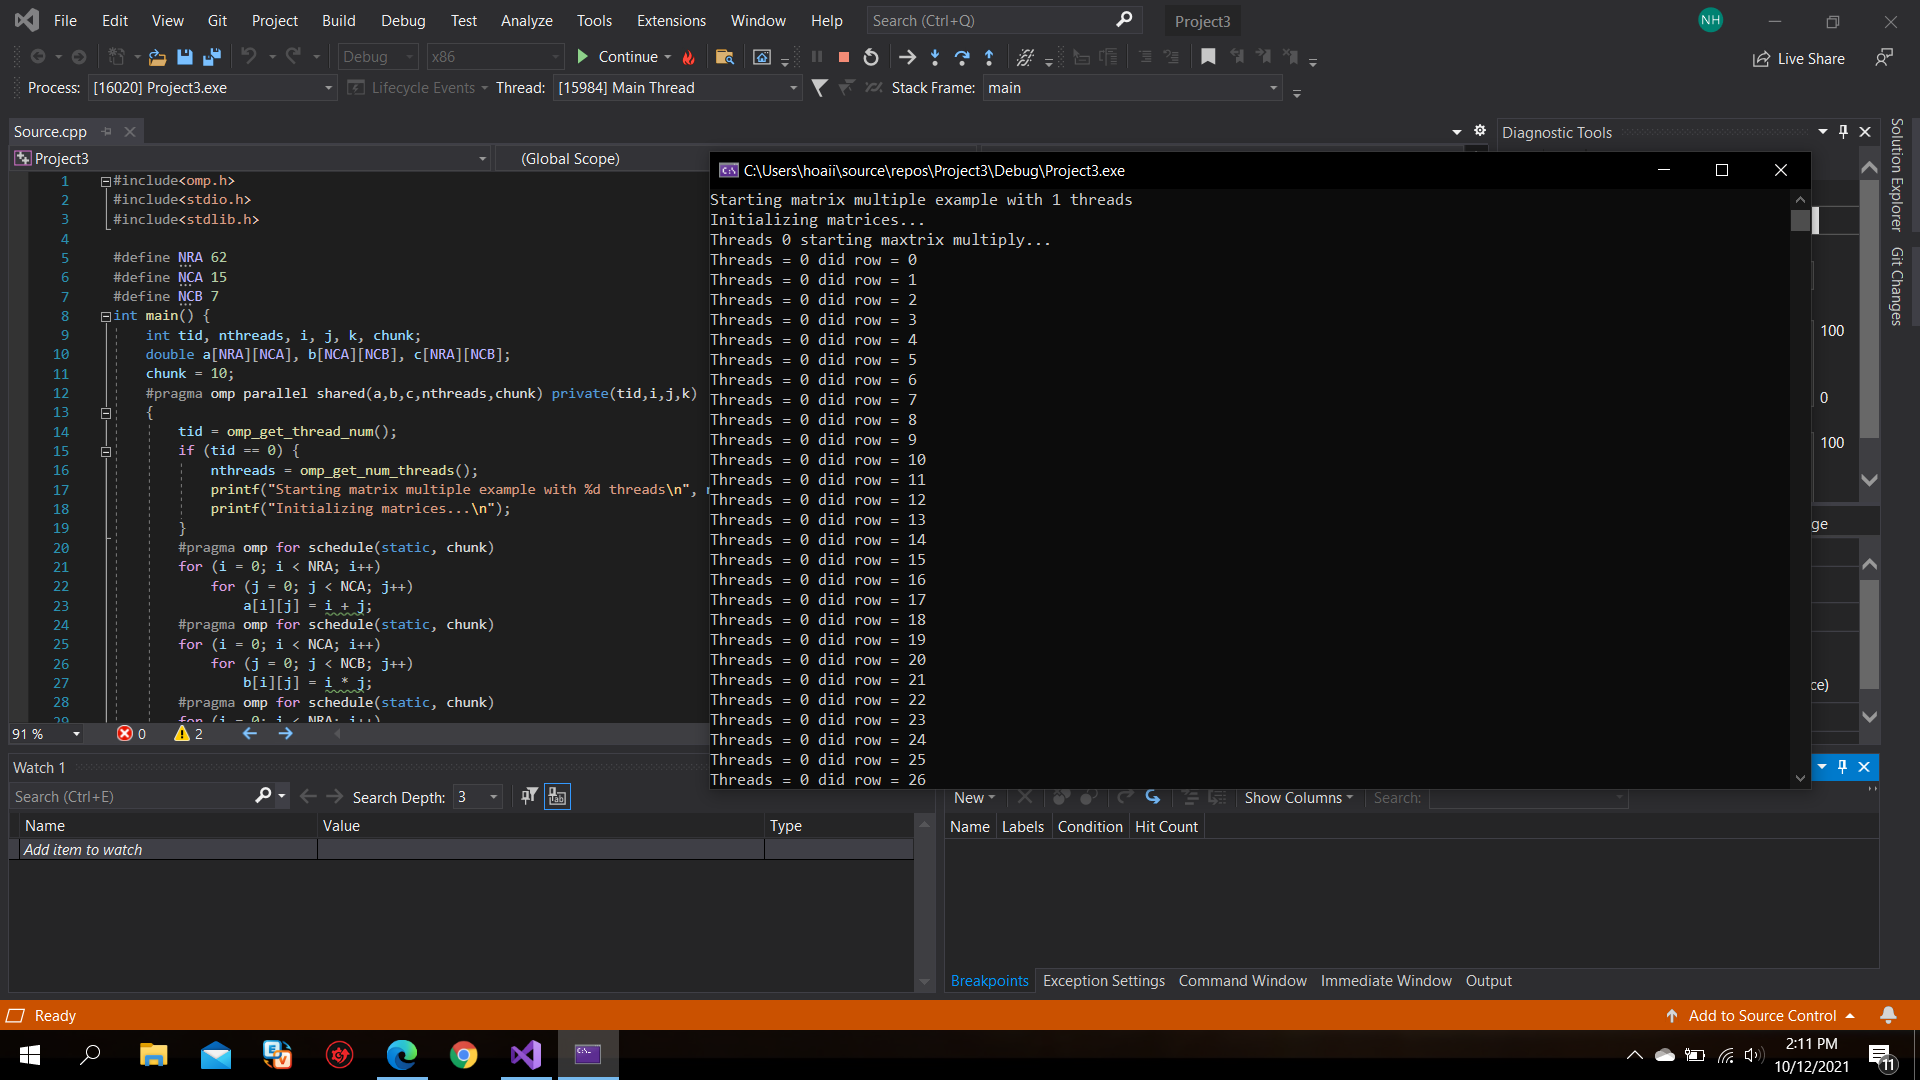 File Edit View Git Project Build Debug Test Analyze Tools Extensions Window Help Search (Ctrl+Q) Project3 NH
Debug x86 Continue Live Share
Process: [16020] Project3.exe Lifecycle Events Thread: [15984] Main Thread Stack Frame: main
Source.cpp
Project3 (Global Scope)
1 #include<omp.h>
2 #include<stdio.h>
3 #include<stdlib.h>
4
5 #define NRA 62
6 #define NCA 15
7 #define NCB 7
8 int main() {
9 int tid, nthreads, i, j, k, chunk;
10 double a[NRA][NCA], b[NCA][NCB], c[NRA][NCB];
11 chunk = 10;
12 #pragma omp parallel shared(a,b,c,nthreads,chunk) private(tid,i,j,k)
13 {
14 tid = omp_get_thread_num();
15 if (tid == 0) {
16 nthreads = omp_get_num_threads();
17 printf("Starting matrix multiple example with %d threads\n",
18 printf("Initializing matrices...\n");
19 }
20 #pragma omp for schedule(static, chunk)
21 for (i = 0; i < NRA; i++)
22 for (j = 0; j < NCA; j++)
23 a[i][j] = i + j;
24 #pragma omp for schedule(static, chunk)
25 for (i = 0; i < NCA; i++)
26 for (j = 0; j < NCB; j++)
27 b[i][j] = i * j;
28 #pragma omp for schedule(static, chunk)
29 for (i = 0; i < NRA; i++)
91 % 0 2
C:\Users\hoaii\source\repos\Project3\Debug\Project3.exe
Starting matrix multiple example with 1 threads
Initializing matrices...
Threads 0 starting maxtrix multiply...
Threads = 0 did row = 0
Threads = 0 did row = 1
Threads = 0 did row = 2
Threads = 0 did row = 3
Threads = 0 did row = 4
Threads = 0 did row = 5
Threads = 0 did row = 6
Threads = 0 did row = 7
Threads = 0 did row = 8
Threads = 0 did row = 9
Threads = 0 did row = 10
Threads = 0 did row = 11
Threads = 0 did row = 12
Threads = 0 did row = 13
Threads = 0 did row = 14
Threads = 0 did row = 15
Threads = 0 did row = 16
Threads = 0 did row = 17
Threads = 0 did row = 18
Threads = 0 did row = 19
Threads = 0 did row = 20
Threads = 0 did row = 21
Threads = 0 did row = 22
Threads = 0 did row = 23
Threads = 0 did row = 24
Threads = 0 did row = 25
Threads = 0 did row = 26
Diagnostic Tools
100
0
100
ge
ce)
Solution Explorer
Git Changes
Watch 1
Search (Ctrl+E) Search Depth: 3
Name Value Type
Add item to watch
New Show Columns Search:
Name Labels Condition Hit Count
Breakpoints Exception Settings Command Window Immediate Window Output
Ready Add to Source Control
2:11 PM
10/12/2021
11